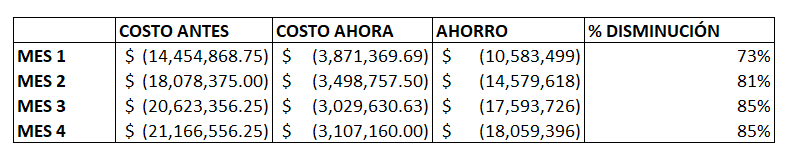 COSTO ANTES COSTO AHORA AHORRO % DISMINUCIÓN
MES 1 $ (14,454,868.75) $ (3,871,369.69) $ (10,583,499) 73%
MES 2 $ (18,078,375.00) $ (3,498,757.50) $ (14,579,618) 81%
MES 3 $ (20,623,356.25) $ (3,029,630.63) $ (17,593,726) 85%
MES 4 $ (21,166,556.25) $ (3,107,160.00) $ (18,059,396) 85%